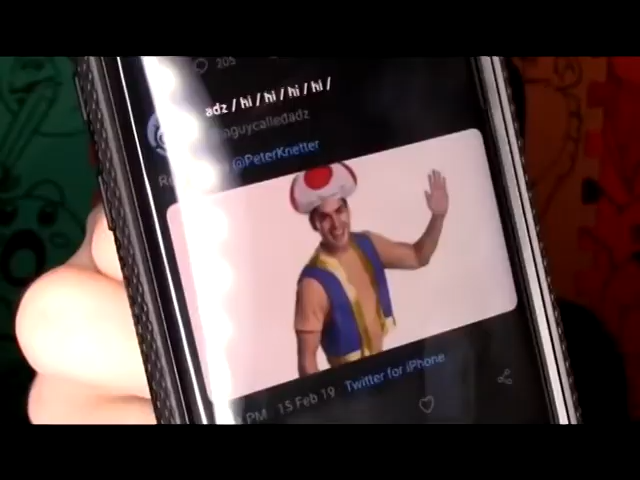 205
adz / hi / hi / hi / hi /
aguycalledadz
@PeterKnetter
PM 15 Feb 19 Twitter for iPhone